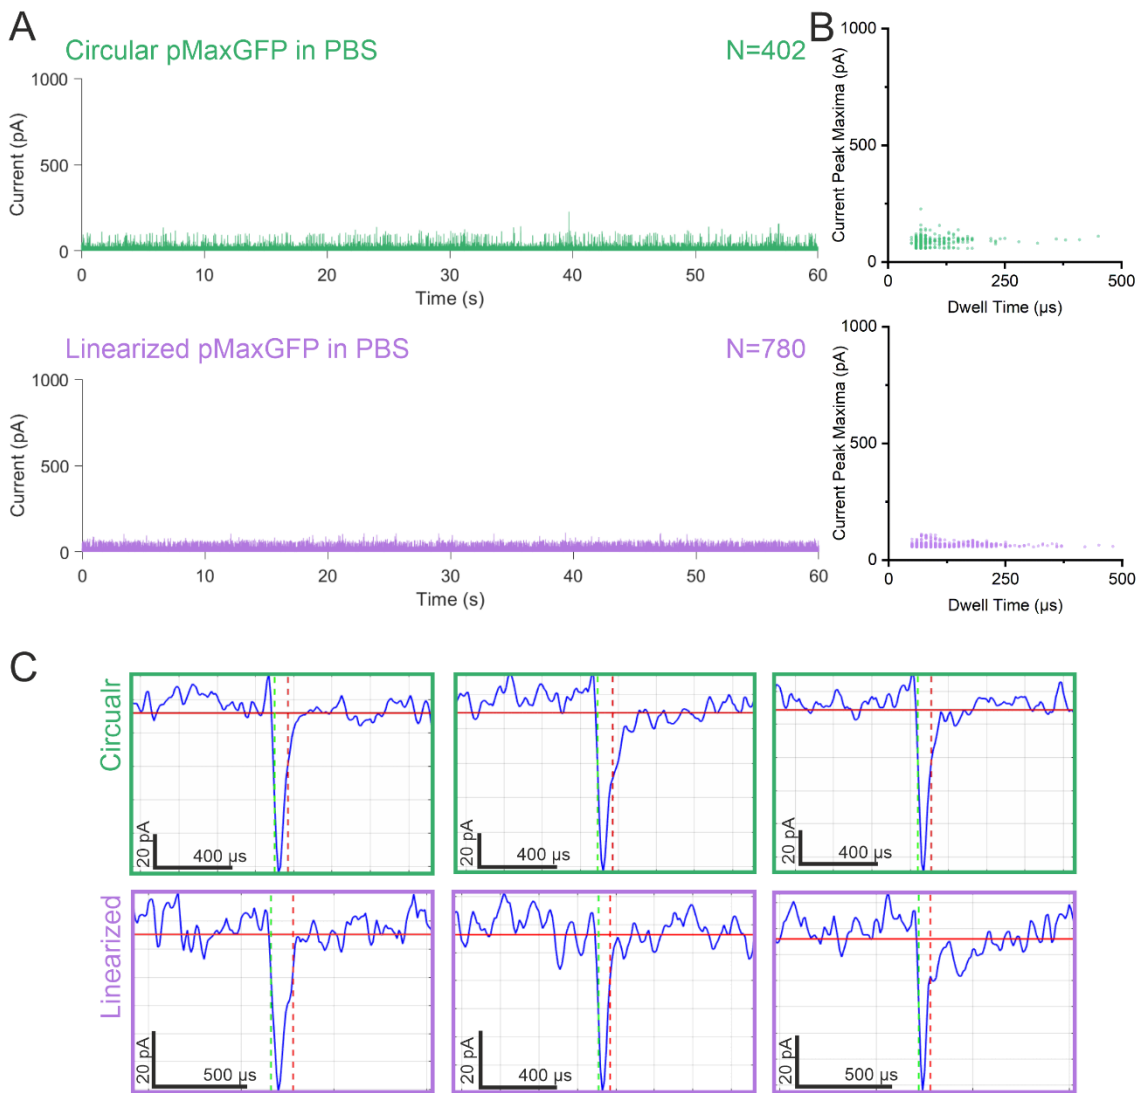 A
Circular pMaxGFP in PBS
N=402
Current (pA)
1000
500
0
0 10 20 30 40 50 60
Time (s)
B
Current Peak Maxima (pA)
1000
500
0
0 250 500
Dwell Time (µs)
Linearized pMaxGFP in PBS
N=780
Current (pA)
1000
500
0
0 10 20 30 40 50 60
Time (s)
Current Peak Maxima (pA)
1000
500
0
0 250 500
Dwell Time (µs)
C
Circualr
20 pA
400 µs
20 pA
400 µs
20 pA
400 µs
Linearized
20 pA
500 µs
20 pA
400 µs
20 pA
500 µs